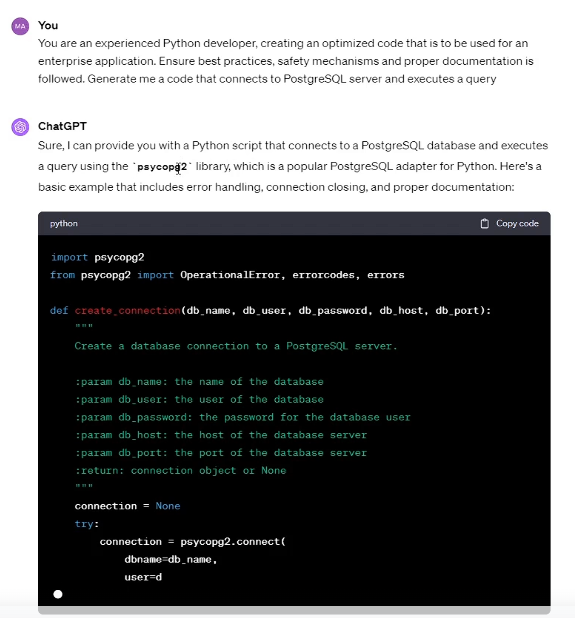 MA You
You are an experienced Python developer, creating an optimized code that is to be used for an
enterprise application. Ensure best practices, safety mechanisms and proper documentation is
followed. Generate me a code that connects to PostgreSQL server and executes a query
ChatGPT
Sure, I can provide you with a Python script that connects to a PostgreSQL database and executes
a query using the `psycopg2` library, which is a popular PostgreSQL adapter for Python. Here's a
basic example that includes error handling, connection closing, and proper documentation:
python Copy code
import psycopg2
from psycopg2 import OperationalError, errorcodes, errors
def create_connection(db_name, db_user, db_password, db_host, db_port):
"""
Create a database connection to a PostgreSQL server.
:param db_name: the name of the database
:param db_user: the user of the database
:param db_password: the password for the database user
:param db_host: the host of the database server
:param db_port: the port of the database server
:return: connection object or None
"""
connection = None
try:
connection = psycopg2.connect(
dbname=db_name,
user=d